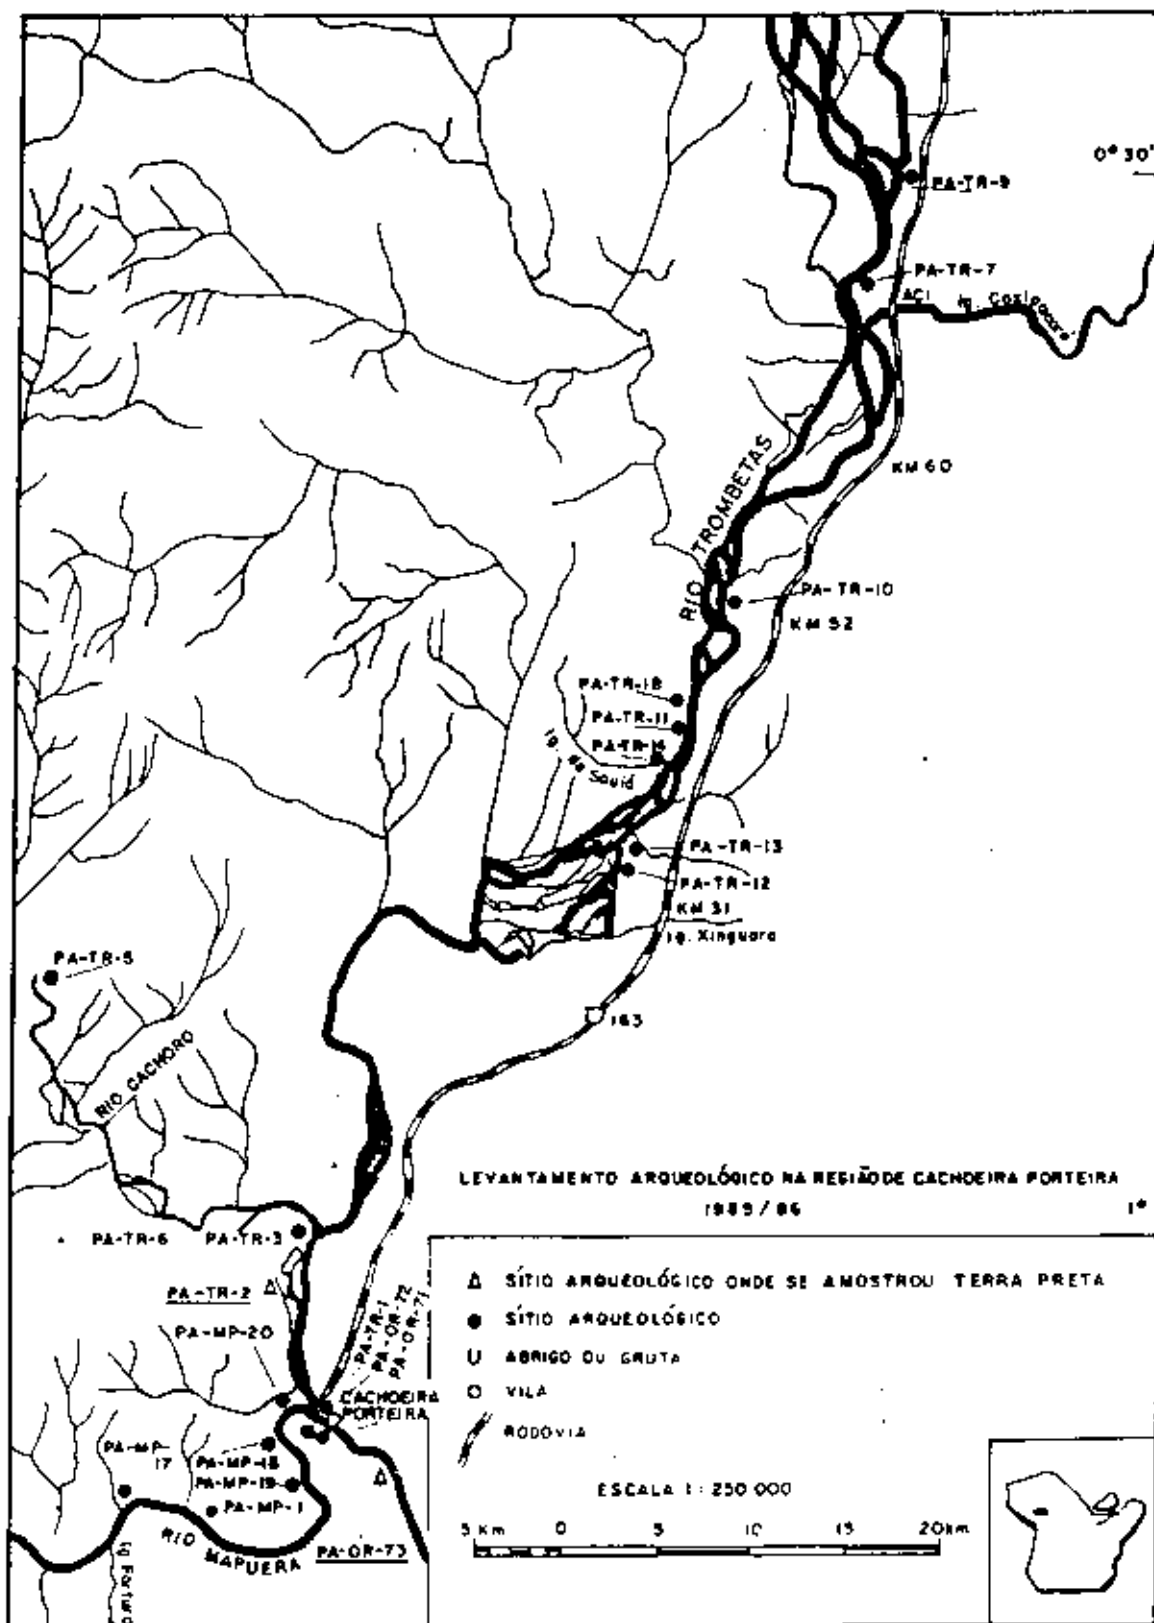 0° 30'
PA-TR-9
PA-TR-7
ACI
Ig.
KM 60
RIO TROMBETAS
PA-TR-10
KM 52
PA-TR-18
PA-TR-11
PA-TR-14
Ig. do
PA-TR-13
PA-TR-12
KM 31
Ig. Xinguara
PA-TR-5
163
RIO CACHORO
LEVANTAMENTO ARQUEOLÓGICO NA REGIÃO DE CACHOEIRA PORTEIRA
1985/86
1°
PA-TR-6
PA-TR-3
PA-TR-2
PA-MP-20
PA-TR-1
PA-OR-72
PA-OR-71
CACHOEIRA
PORTEIRA
PA-MP-
17
PA-MP-18
PA-MP-19
PA-MP-1
RIO MAPUERA
PA-OR-73
Ig
SÍTIO ARQUEOLÓGICO ONDE SE AMOSTROU TERRA PRETA
SÍTIO ARQUEOLÓGICO
ABRIGO OU GRUTA
VILA
RODOVIA
ESCALA 1: 250 000
5 Km 0 5 10 15 20km